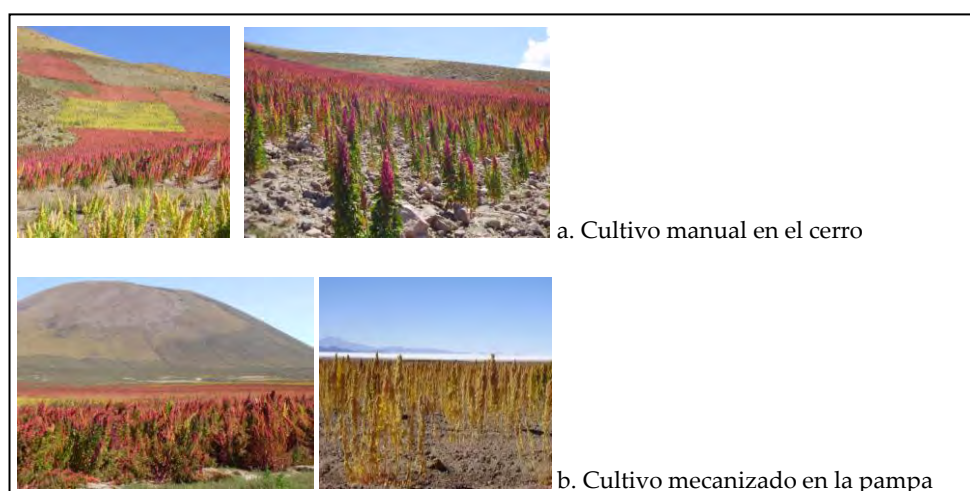 a. Cultivo manual en el cerro
b. Cultivo mecanizado en la pampa